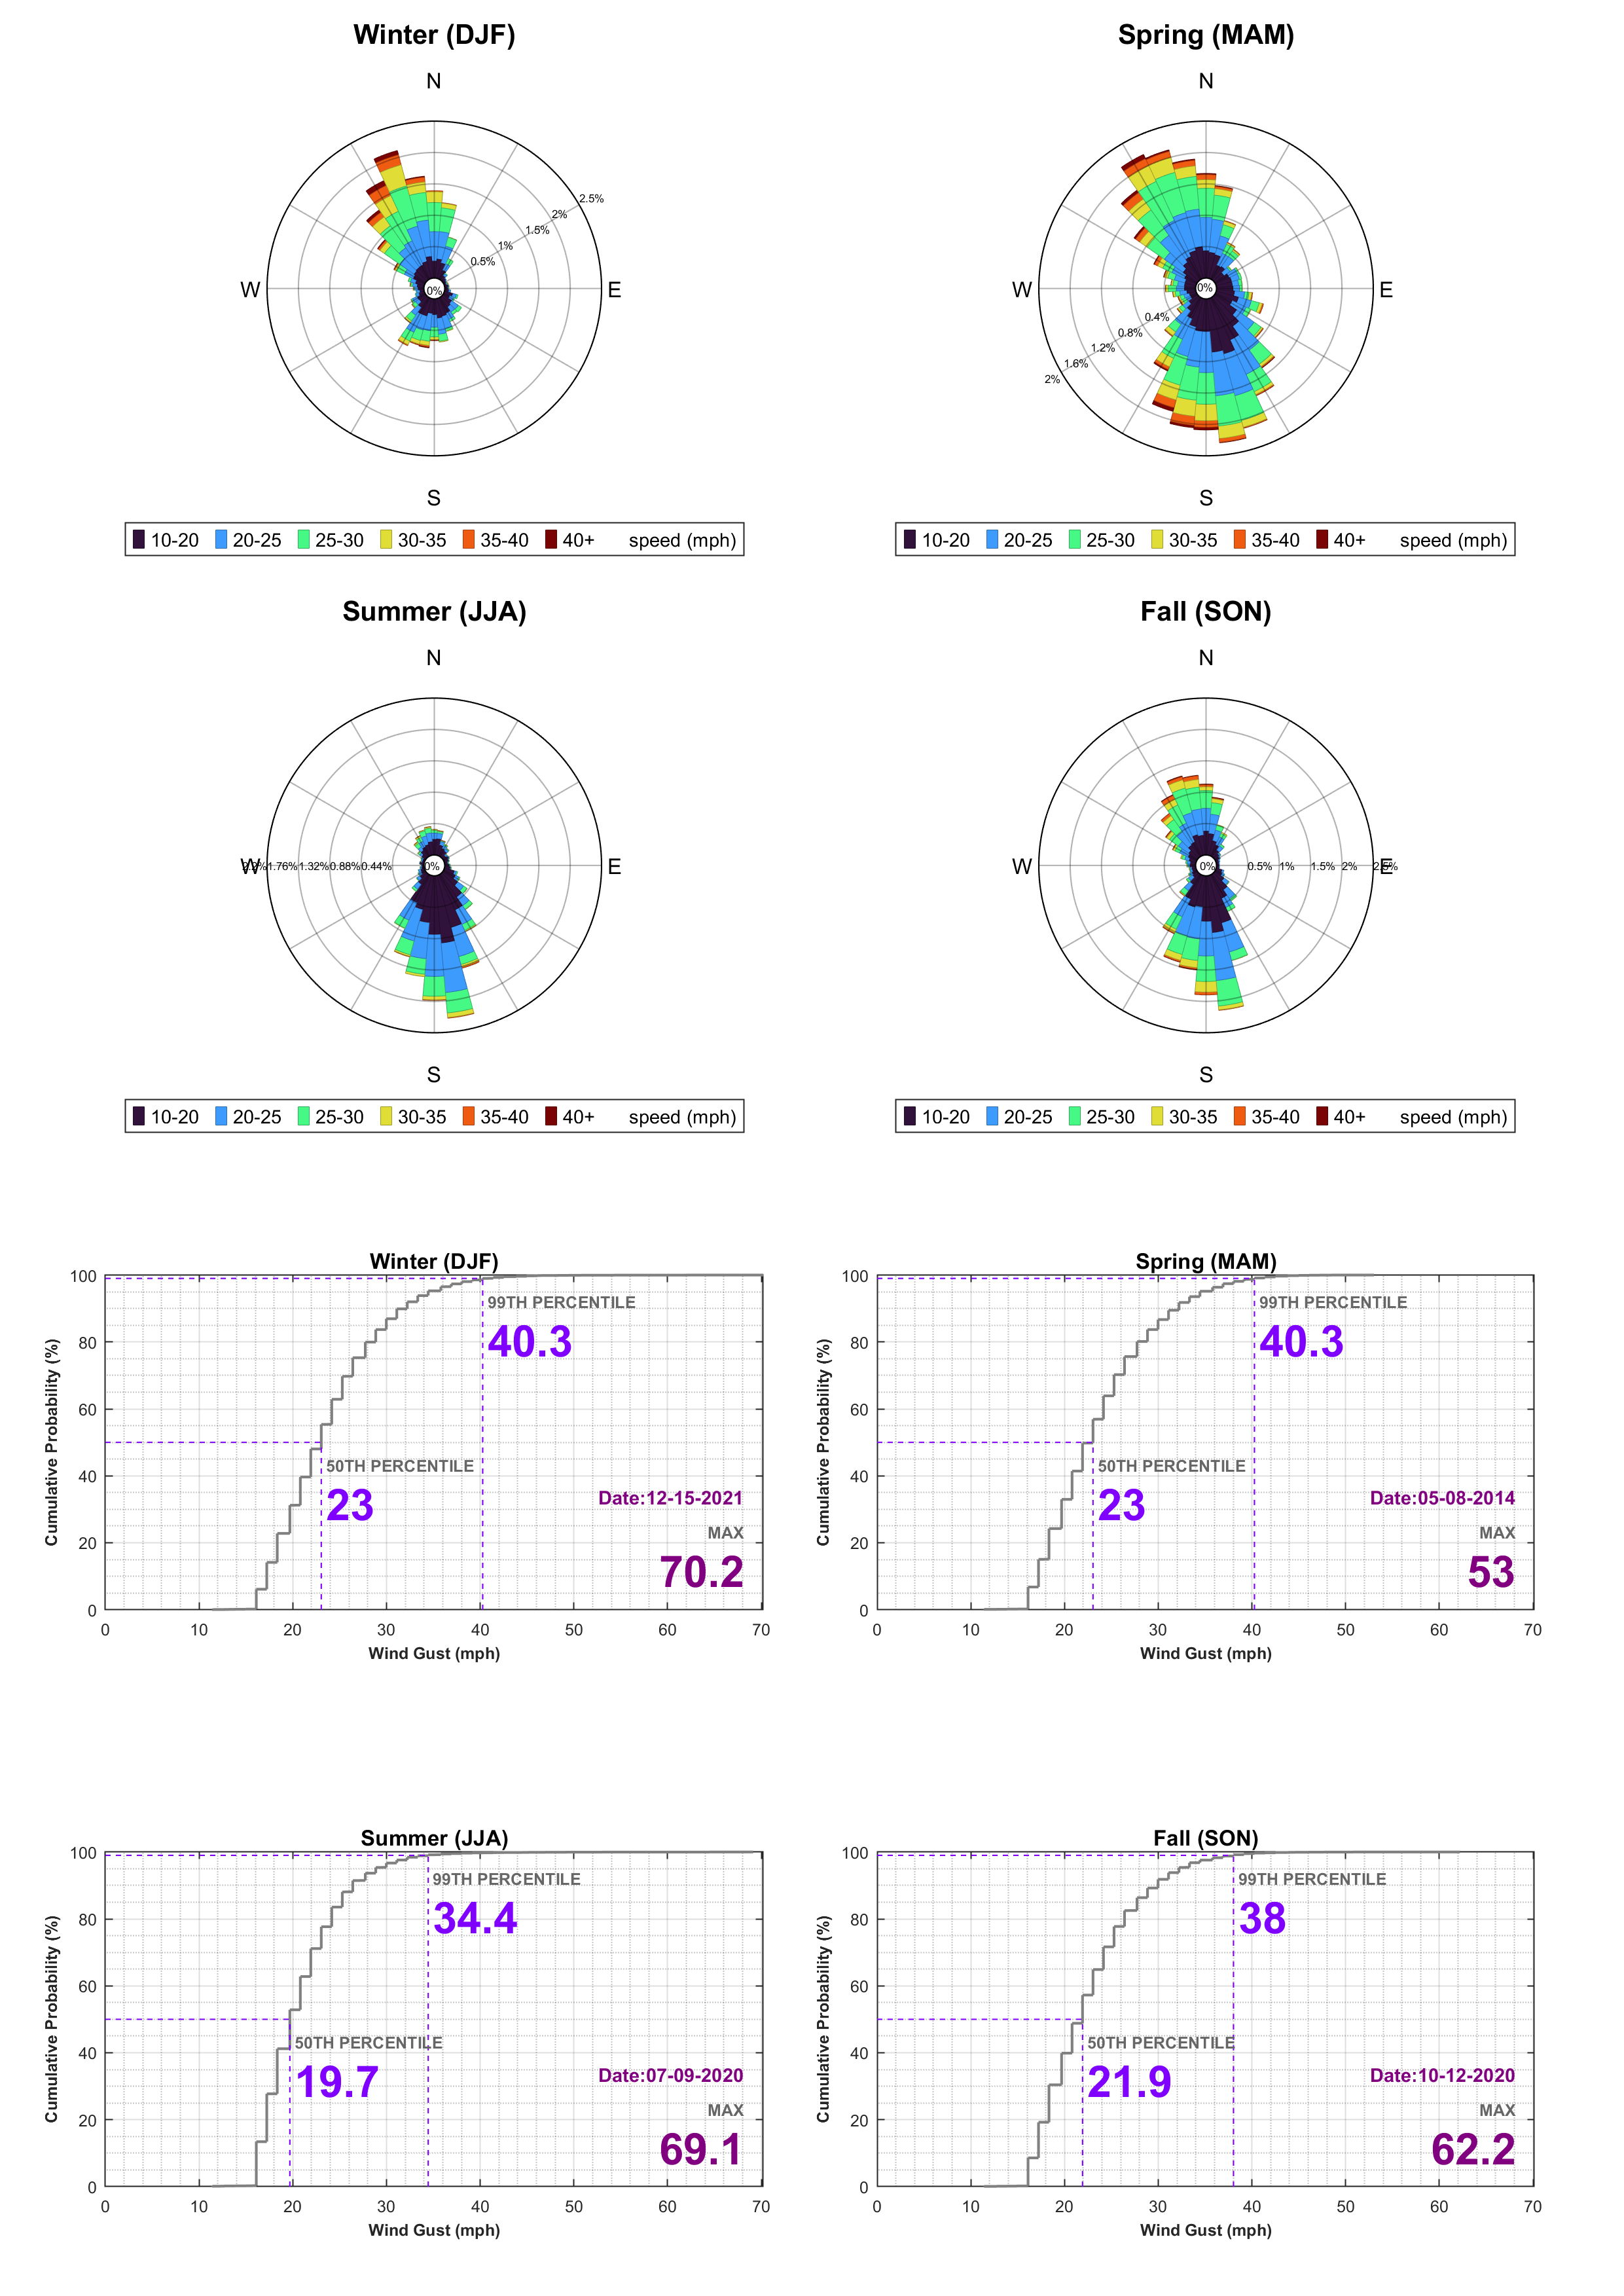 Winter (DJF)
N
2.5%
2%
1.5%
1%
0.5%
0%
W
E
S
10-20 20-25 25-30 30-35 35-40 40+ speed (mph)
Spring (MAM)
N
W
E
0%
0.4%
0.8%
1.2%
1.6%
2%
S
10-20 20-25 25-30 30-35 35-40 40+ speed (mph)
Summer (JJA)
N
W 1.76% 1.32% 0.88% 0.44% 0% E
S
10-20 20-25 25-30 30-35 35-40 40+ speed (mph)
Fall (SON)
N
W 0% 0.5% 1% 1.5% 2% 2.5% E
S
10-20 20-25 25-30 30-35 35-40 40+ speed (mph)
Winter (DJF)
Cumulative Probability (%)
100
80
60
40
20
0
99TH PERCENTILE
40.3
50TH PERCENTILE
23
Date:12-15-2021
MAX
70.2
0 10 20 30 40 50 60 70
Wind Gust (mph)
Spring (MAM)
Cumulative Probability (%)
100
80
60
40
20
0
99TH PERCENTILE
40.3
50TH PERCENTILE
23
Date:05-08-2014
MAX
53
0 10 20 30 40 50 60 70
Wind Gust (mph)
Summer (JJA)
Cumulative Probability (%)
100
80
60
40
20
0
99TH PERCENTILE
34.4
50TH PERCENTILE
19.7
Date:07-09-2020
MAX
69.1
0 10 20 30 40 50 60 70
Wind Gust (mph)
Fall (SON)
Cumulative Probability (%)
100
80
60
40
20
0
99TH PERCENTILE
38
50TH PERCENTILE
21.9
Date:10-12-2020
MAX
62.2
0 10 20 30 40 50 60 70
Wind Gust (mph)